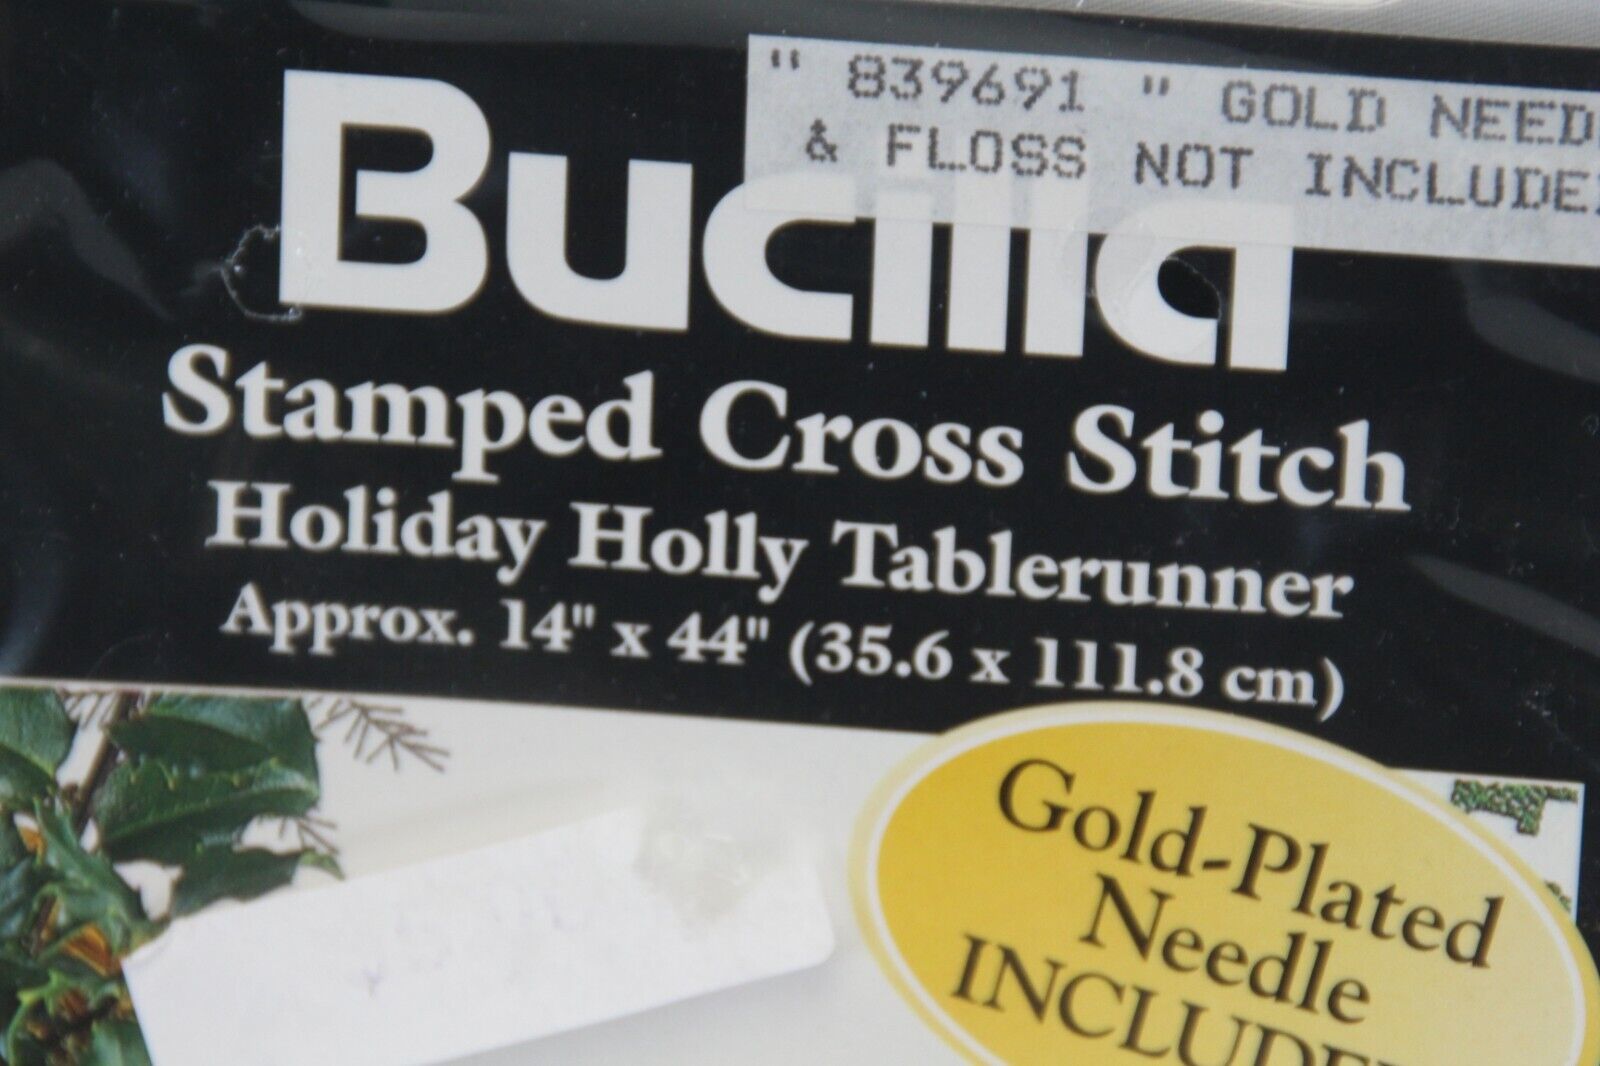 " 839691 " GOLD NEED
& FLOSS NOT INCLUDE
Bucilla
Stamped Cross Stitch
Holiday Holly Tablerunner
Approx. 14" x 44" (35.6 x 111.8 cm)
Gold-Plated
Needle
INCLUDE